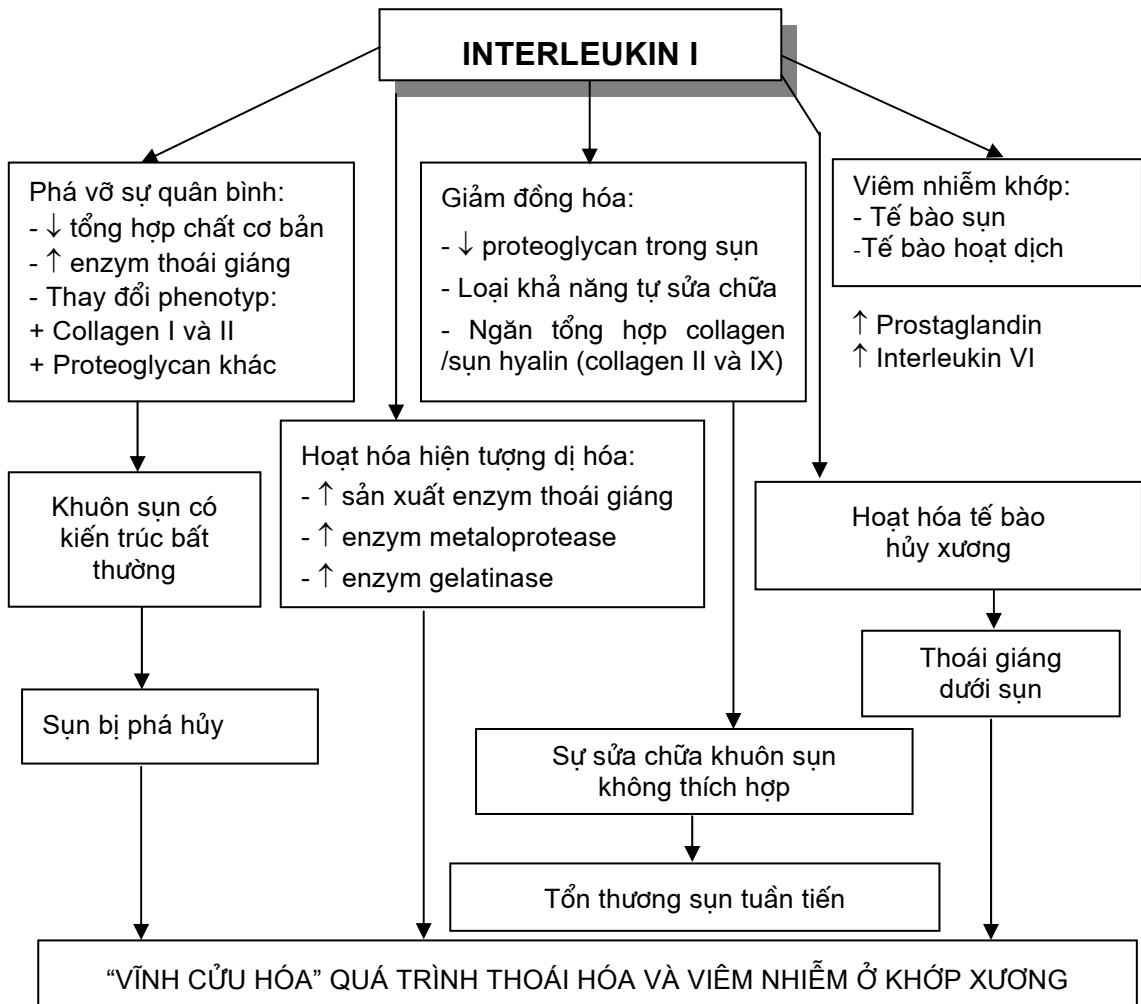 INTERLEUKIN I
Phá vỡ sự quân bình:
- ↓ tổng hợp chất cơ bản
- ↑ enzym thoái giáng
- Thay đổi phenotyp:
+ Collagen I và II
+ Proteoglycan khác
Giảm đồng hóa:
- ↓ proteoglycan trong sụn
- Loại khả năng tự sửa chữa
- Ngăn tổng hợp collagen
/sụn hyalin (collagen II và IX)
Viêm nhiễm khớp:
- Tế bào sụn
-Tế bào hoạt dịch
↑ Prostaglandin
↑ Interleukin VI
Hoạt hóa hiện tượng dị hóa:
- ↑ sản xuất enzym thoái giáng
- ↑ enzym metaloprotease
- ↑ enzym gelatinase
Khuôn sụn có
kiến trúc bất
thường
Hoạt hóa tế bào
hủy xương
Thoái giáng
dưới sụn
Sụn bị phá hủy
Sự sửa chữa khuôn sụn
không thích hợp
Tổn thương sụn tuần tiến
“VĨNH CỬU HÓA” QUÁ TRÌNH THOÁI HÓA VÀ VIÊM NHIỄM Ở KHỚP XƯƠNG